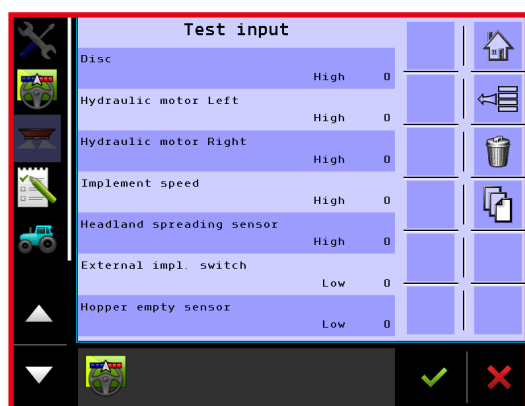 Test input
Disc
High 0
Hydraulic motor Left
High 0
Hydraulic motor Right
High 0
Implement speed
High 0
Headland spreading sensor
High 0
External impl. switch
Low 0
Hopper empty sensor
Low 0